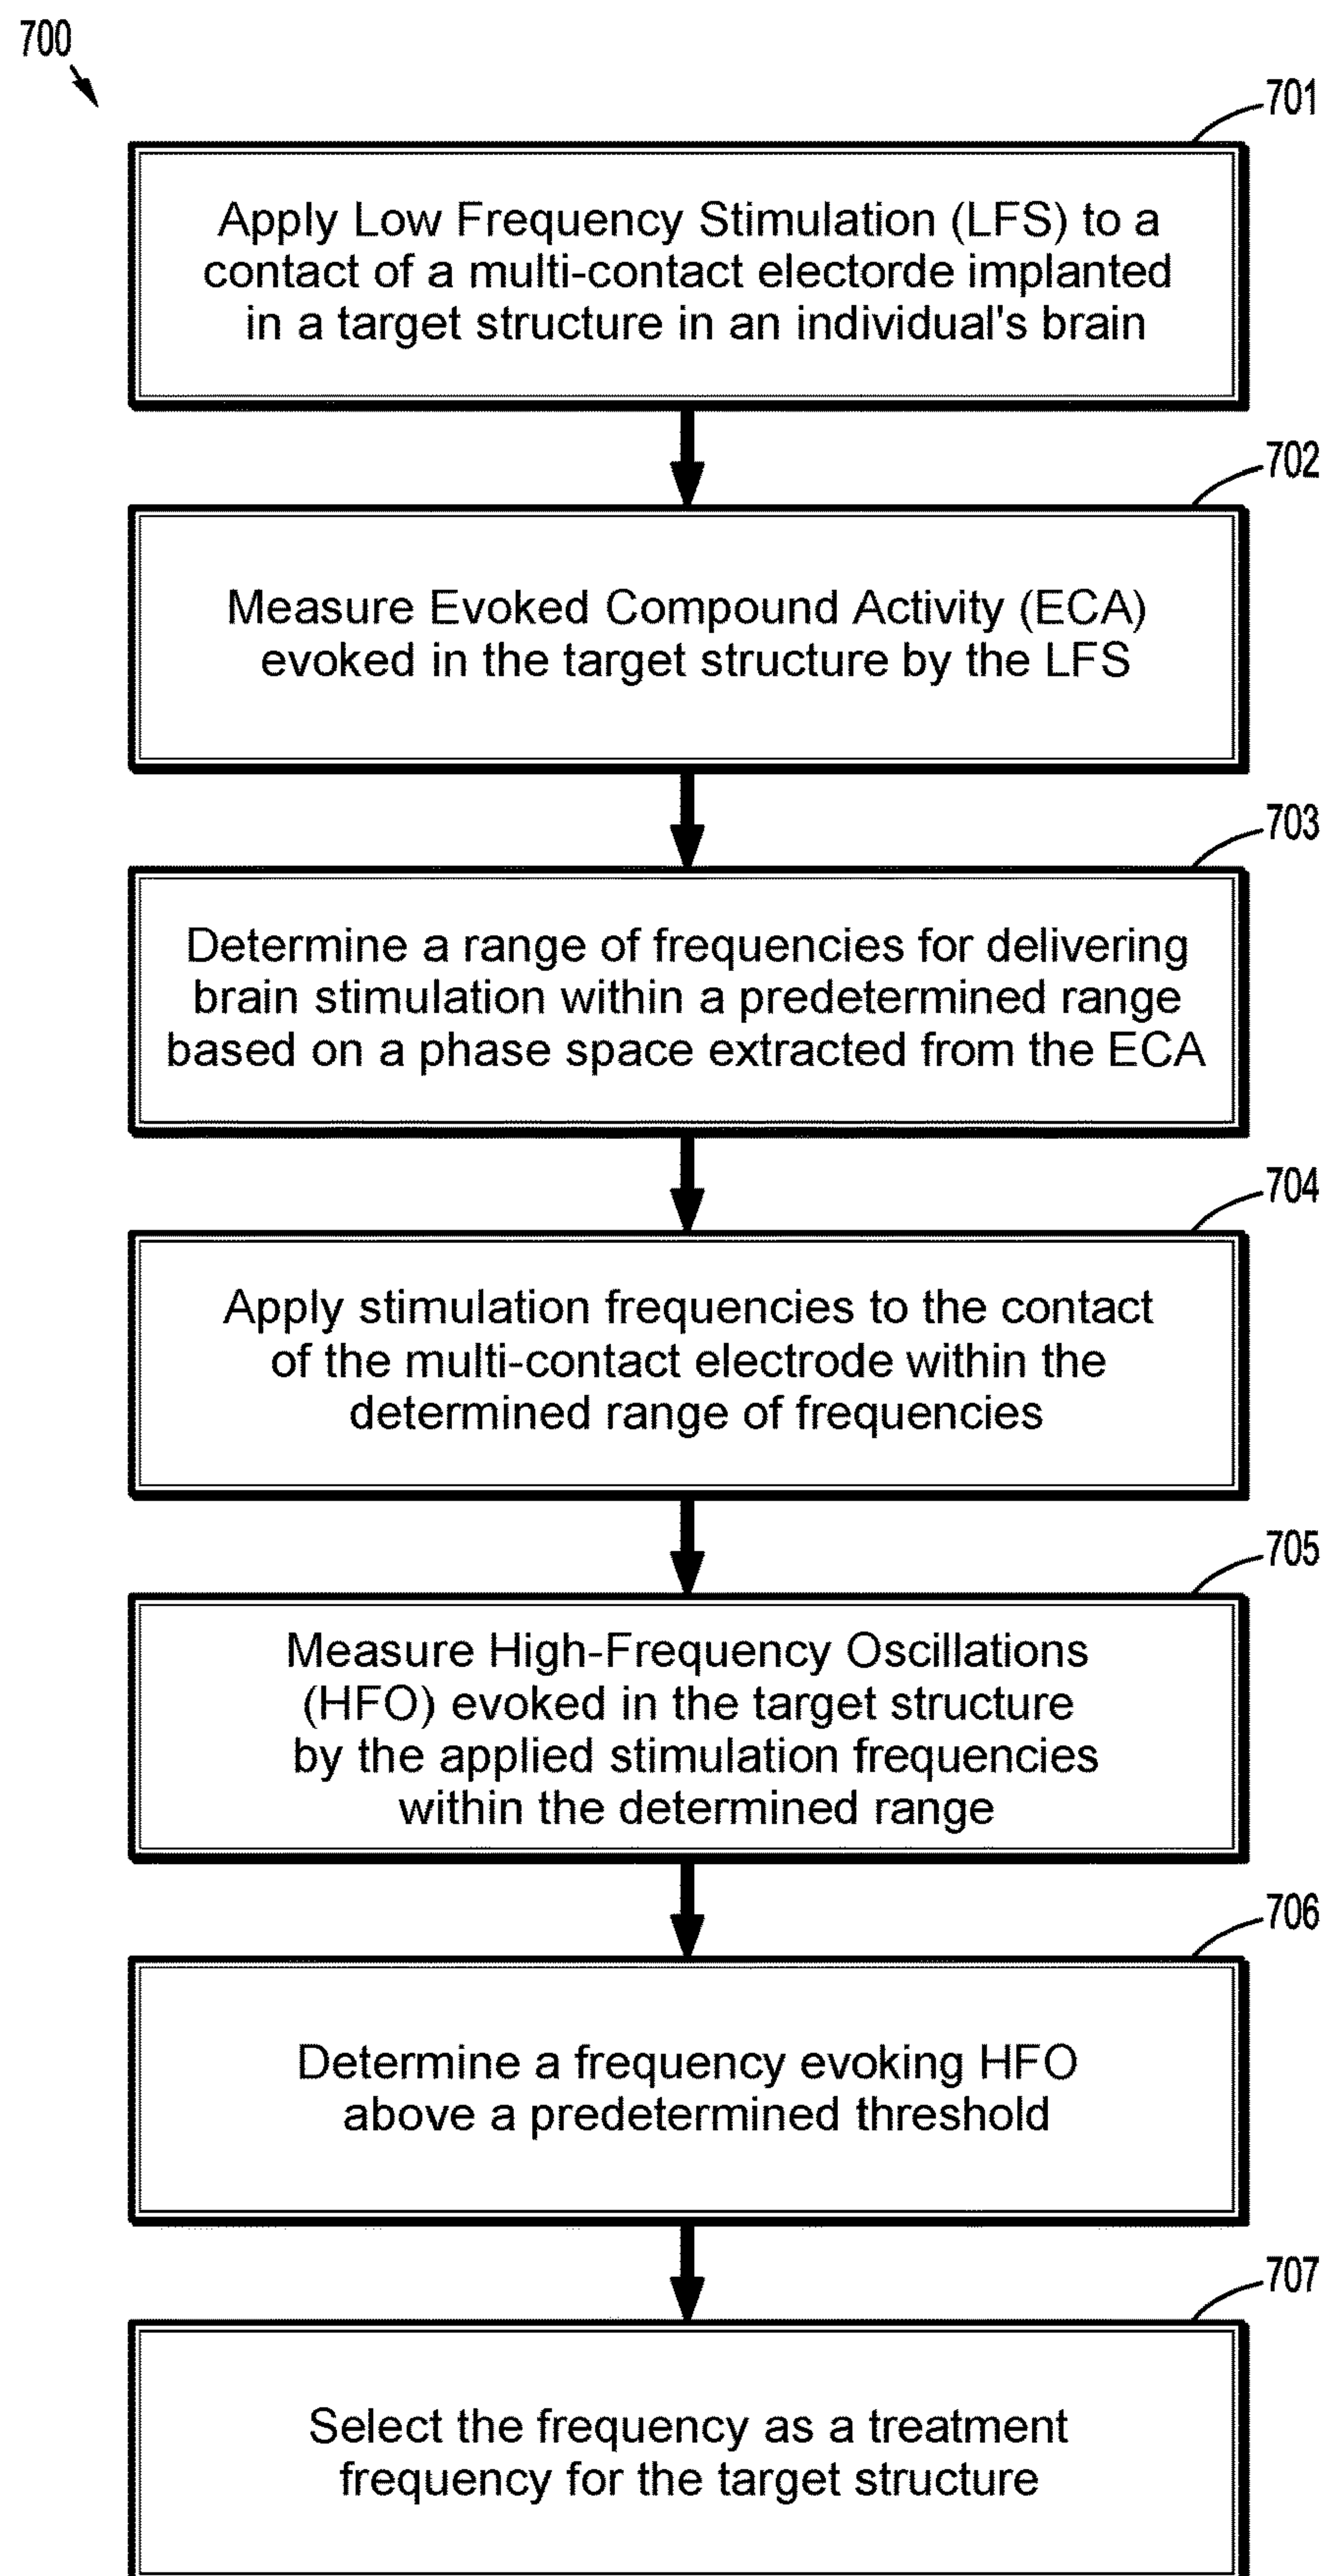 700
701
Apply Low Frequency Stimulation (LFS) to a
contact of a multi-contact electorde implanted
in a target structure in an individual's brain
702
Measure Evoked Compound Activity (ECA)
evoked in the target structure by the LFS
703
Determine a range of frequencies for delivering
brain stimulation within a predetermined range
based on a phase space extracted from the ECA
704
Apply stimulation frequencies to the contact
of the multi-contact electrode within the
determined range of frequencies
705
Measure High-Frequency Oscillations
(HFO) evoked in the target structure
by the applied stimulation frequencies
within the determined range
706
Determine a frequency evoking HFO
above a predetermined threshold
707
Select the frequency as a treatment
frequency for the target structure